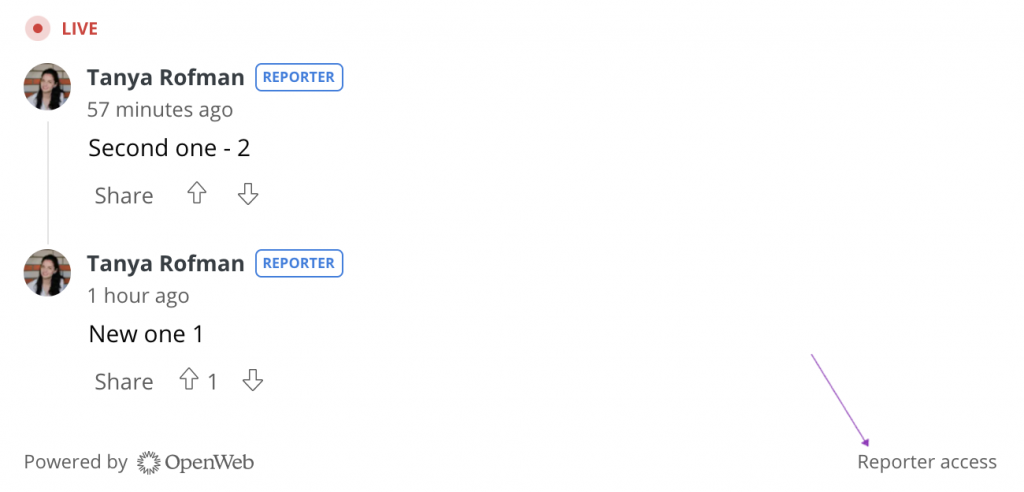 LIVE
Tanya Rofman REPORTER
57 minutes ago
Second one - 2
Share
Tanya Rofman REPORTER
1 hour ago
New one 1
Share 1
Powered by OpenWeb Reporter access